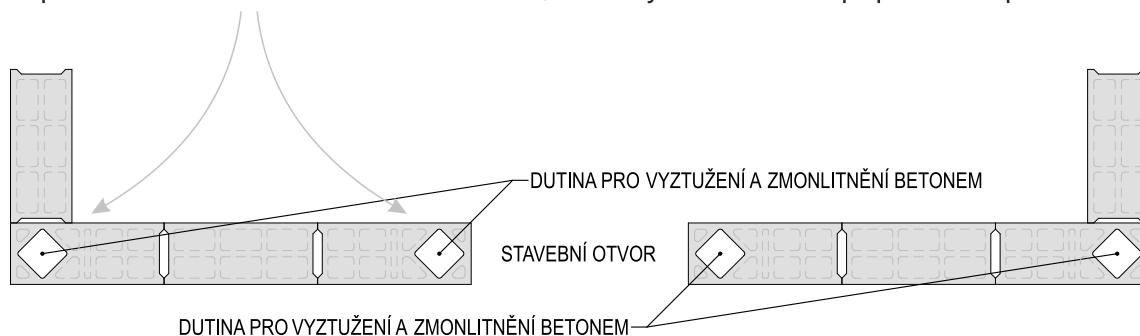 DUTINA PRO VYZTUŽENÍ A ZMONLITNĚNÍ BETONEM
STAVEBNÍ OTVOR
DUTINA PRO VYZTUŽENÍ A ZMONLITNĚNÍ BETONEM